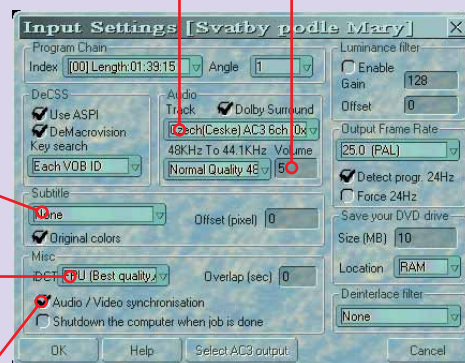 Input Settings [Svatby podle Mary]
Program Chain
Index [00] Length:01:39:15 Angle 1
DeCSS
Use ASPI
DeMacrovision
Key search
Each VOB ID
Audio
Track Dolby Surround
Czech(Ceske) AC3 6ch (0x
48KHz To 44.1KHz Volume
Normal Quality 48 5
Subtitle
None Offset (pixel) 0
Original colors
Misc
iDCT FPU (Best quality, Overlap (sec) 0
Audio / Video synchronisation
Shutdown the computer when job is done
Luminance filter
Enable
Gain 128
Offset 0
Output Frame Rate
25.0 (PAL)
Detect progr. 24Hz
Force 24Hz
Save your DVD drive
Size (MB) 10
Location RAM
Deinterlace filter
None
OK Help Select AC3 output Cancel